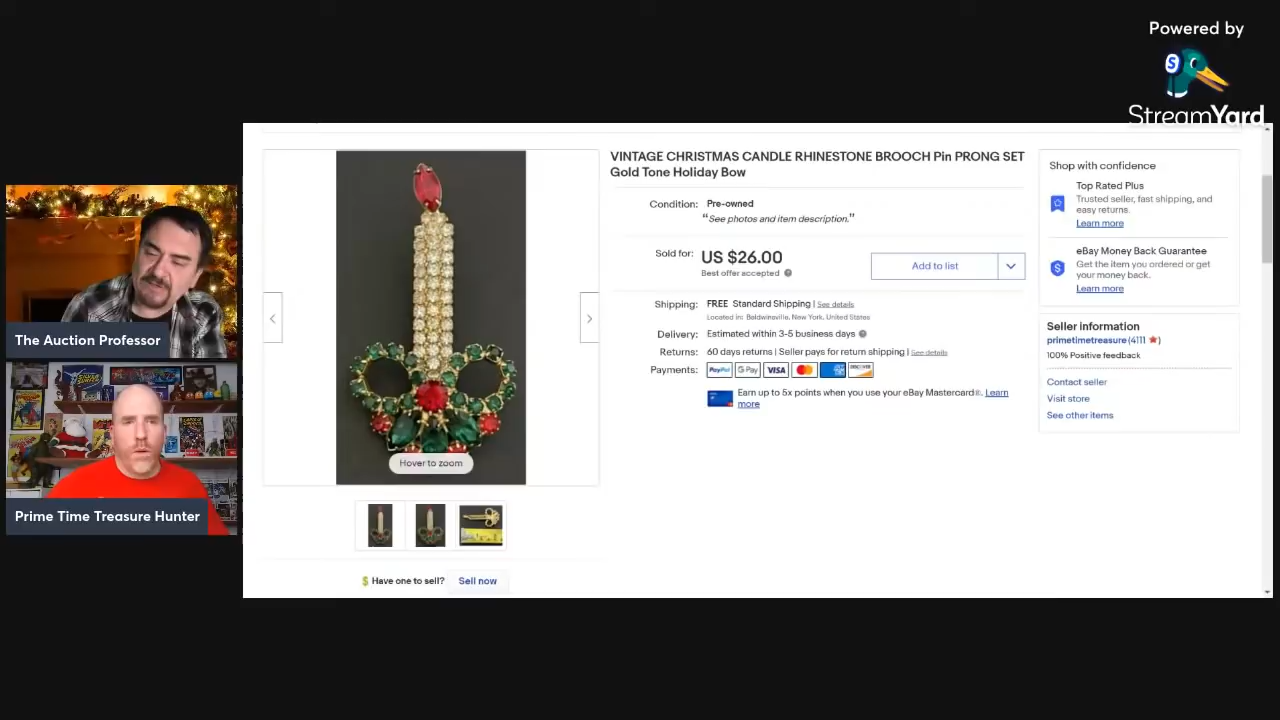 Powered by
StreamYard
VINTAGE CHRISTMAS CANDLE RHINESTONE BROOCH Pin PRONG SET
Gold Tone Holiday Bow
Condition: Pre-owned
“See photos and item description.”
Sold for: US $26.00
Best offer accepted
Add to list
Shipping: FREE Standard Shipping | See details
Located in: Baldwinsville, New York, United States
Delivery: Estimated within 3-5 business days
Returns: 60 days returns | Seller pays for return shipping | See details
Payments: PayPal G Pay VISA DISCOVER
Earn up to 5x points when you use your eBay Mastercard®. Learn
more
Shop with confidence
Top Rated Plus
Trusted seller, fast shipping, and
easy returns.
Learn more
eBay Money Back Guarantee
Get the item you ordered or get
your money back.
Learn more
Seller information
primetimetreasure (4111 )
100% Positive feedback
Contact seller
Visit store
See other items
Hover to zoom
Have one to sell? Sell now
The Auction Professor
Prime Time Treasure Hunter